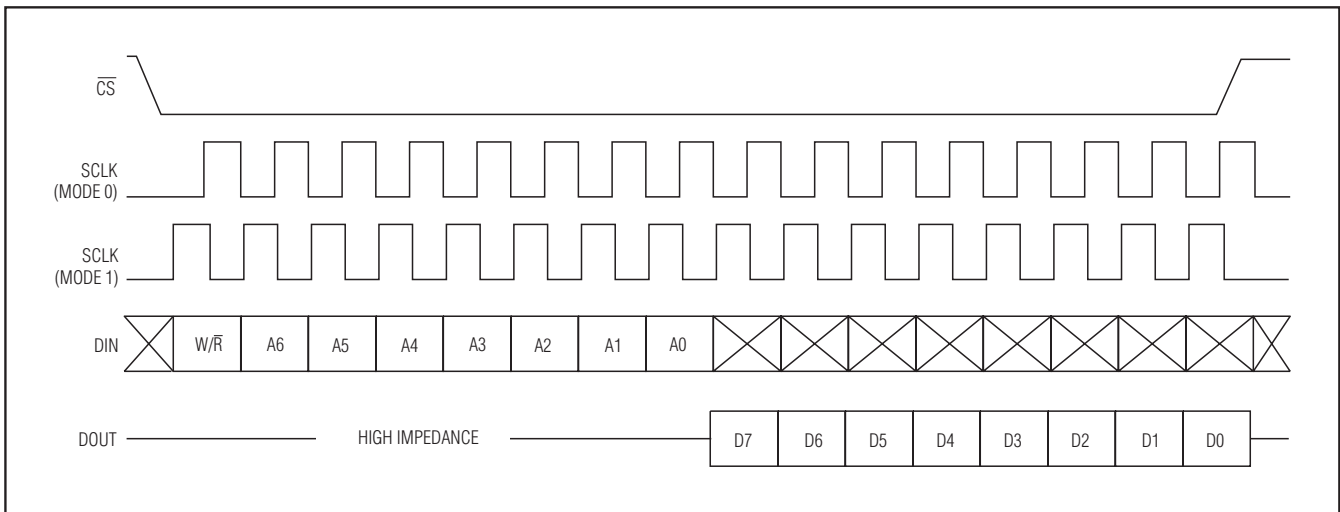 C̅S̅
SCLK
(MODE 0)
SCLK
(MODE 1)
DIN W/R̅ A6 A5 A4 A3 A2 A1 A0
DOUT HIGH IMPEDANCE D7 D6 D5 D4 D3 D2 D1 D0